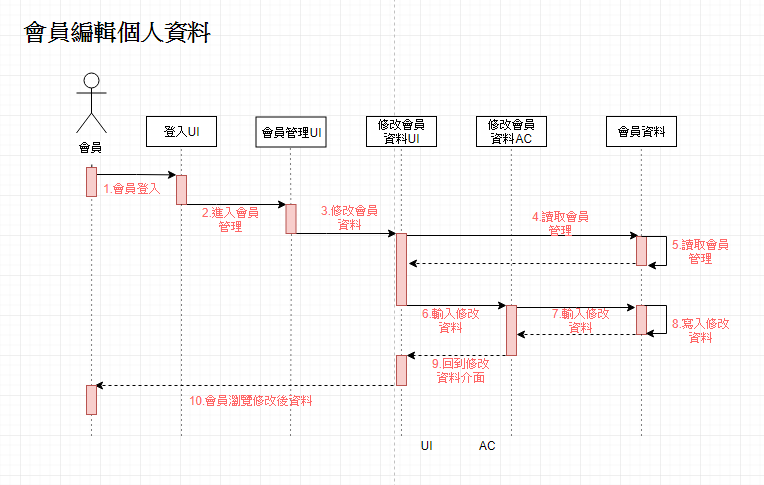 會員編輯個人資料
會員
登入UI
會員管理UI
修改會員
資料UI
修改會員
資料AC
會員資料
1.會員登入
2.進入會員
管理
3.修改會員
資料
4.讀取會員
管理
5.讀取會員
管理
6.輸入修改
資料
7.輸入修改
資料
8.寫入修改
資料
9.回到修改
資料介面
10.會員瀏覽修改後資料
UI
AC